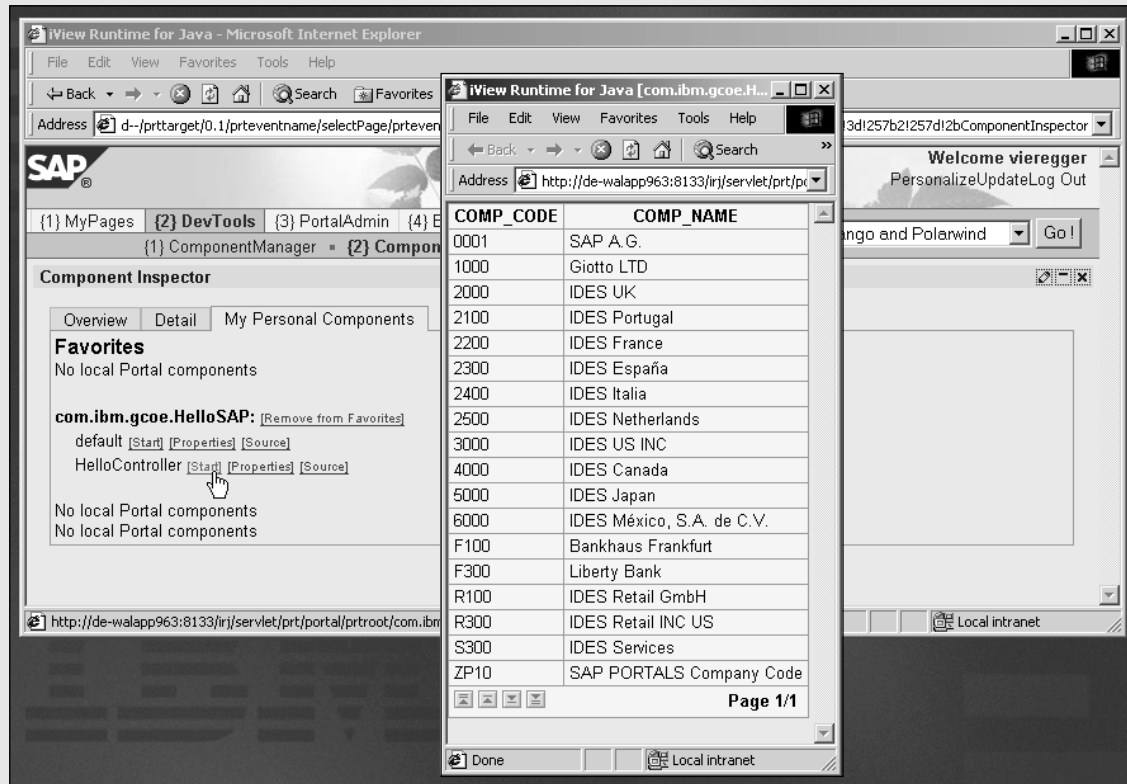 iView Runtime for Java - Microsoft Internet Explorer
File Edit View Favorites Tools Help
Back Search Favorites
Address d--/prttarget/0.1/prteventname/selectPage/prteven
!3d!257b2!257d!2bComponentInspector
SAP®
Welcome vieregger
PersonalizeUpdateLog Out
{1} MyPages {2} DevTools {3} PortalAdmin {4} E
ango and Polarwind Go!
{1} ComponentManager {2} Compon
Component Inspector
Overview Detail My Personal Components
Favorites
No local Portal components
com.ibm.gcoe.HelloSAP: [Remove from Favorites]
default [Start] [Properties] [Source]
HelloController [Start] [Properties] [Source]
No local Portal components
No local Portal components
http://de-walapp963:8133/irj/servlet/prt/portal/prtroot/com.ibm
Local intranet
iView Runtime for Java [com.ibm.gcoe.H...
File Edit View Favorites Tools Help
Back Search »
Address http://de-walapp963:8133/irj/servlet/prt/po
COMP_CODE COMP_NAME
0001 SAP A.G.
1000 Giotto LTD
2000 IDES UK
2100 IDES Portugal
2200 IDES France
2300 IDES España
2400 IDES Italia
2500 IDES Netherlands
3000 IDES US INC
4000 IDES Canada
5000 IDES Japan
6000 IDES México, S.A. de C.V.
F100 Bankhaus Frankfurt
F300 Liberty Bank
R100 IDES Retail GmbH
R300 IDES Retail INC US
S300 IDES Services
ZP10 SAP PORTALS Company Code
Page 1/1
Done Local intranet
IBM